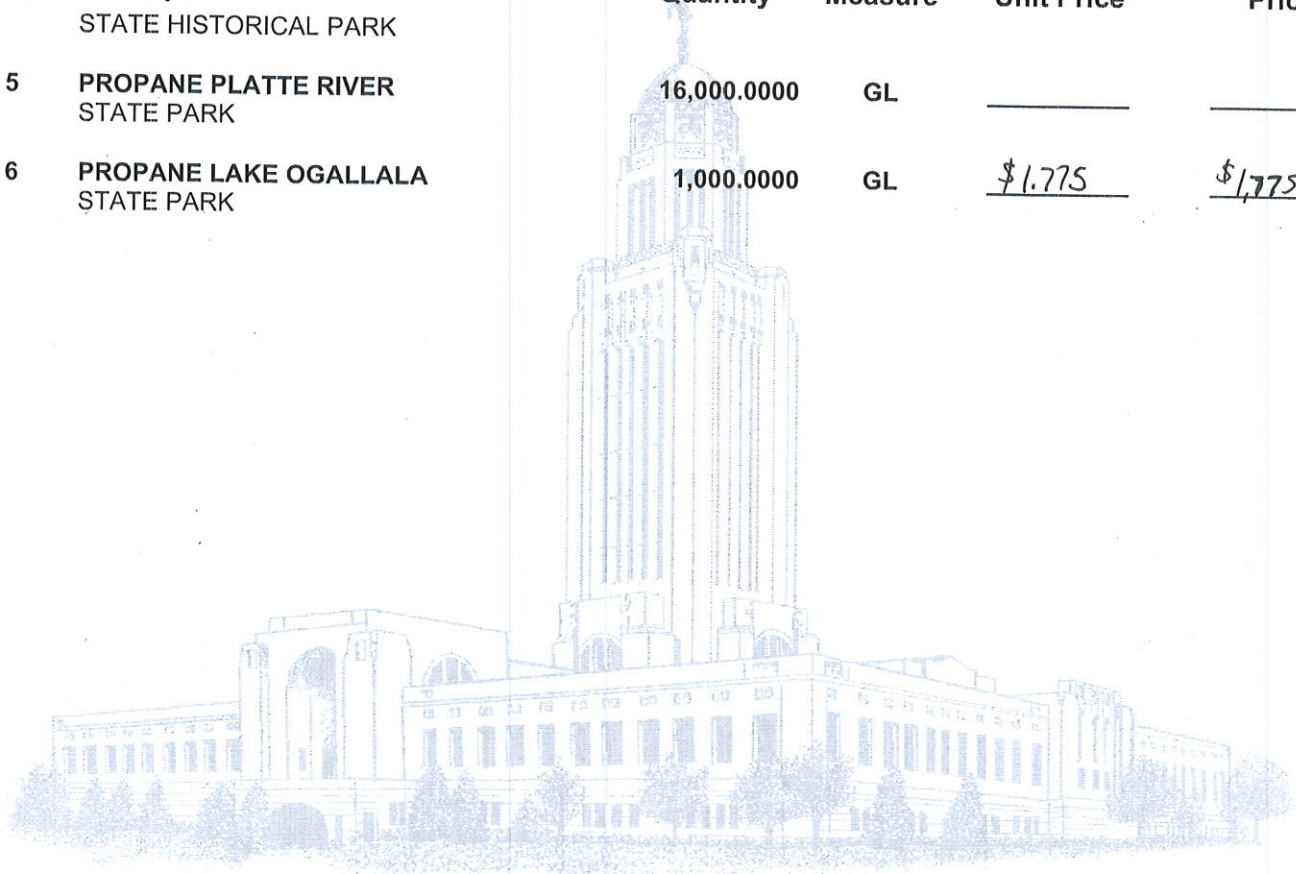 Quantity Measure Unit Price
STATE HISTORICAL PARK
5 PROPANE PLATTE RIVER 16,000.0000 GL
STATE PARK
6 PROPANE LAKE OGALLALA 1,000.0000 GL $1.775 $1,775
STATE PARK